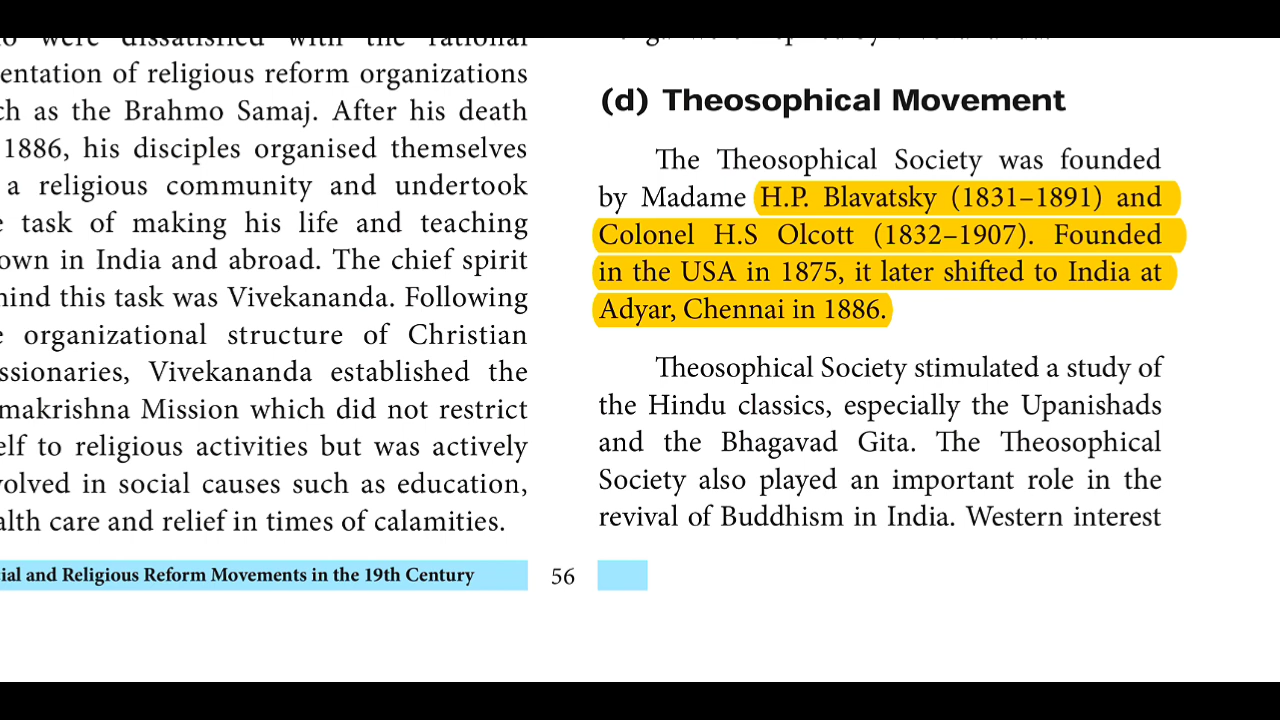 were dissatisfied with the rational
entation of religious reform organizations
ch as the Brahmo Samaj. After his death
1886, his disciples organised themselves
a religious community and undertook
e task of making his life and teaching
own in India and abroad. The chief spirit
hind this task was Vivekananda. Following
e organizational structure of Christian
ssionaries, Vivekananda established the
makrishna Mission which did not restrict
elf to religious activities but was actively
volved in social causes such as education,
alth care and relief in times of calamities.
cial and Religious Reform Movements in the 19th Century
56
(d) Theosophical Movement
The Theosophical Society was founded
by Madame H.P. Blavatsky (1831–1891) and
Colonel H.S Olcott (1832–1907). Founded
in the USA in 1875, it later shifted to India at
Adyar, Chennai in 1886.
Theosophical Society stimulated a study of
the Hindu classics, especially the Upanishads
and the Bhagavad Gita. The Theosophical
Society also played an important role in the
revival of Buddhism in India. Western interest